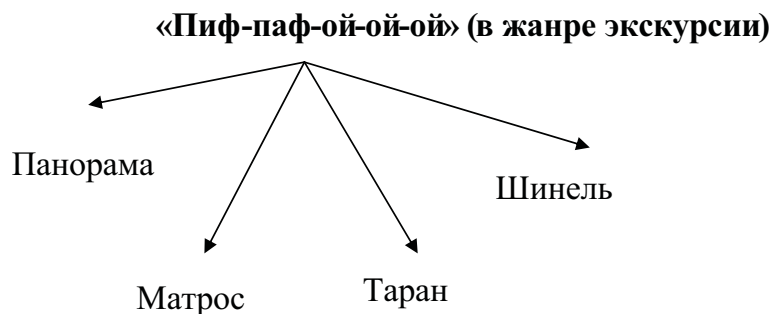 «Пиф-паф-ой-ой-ой» (в жанре экскурсии)
Панорама
Шинель
Матрос
Таран